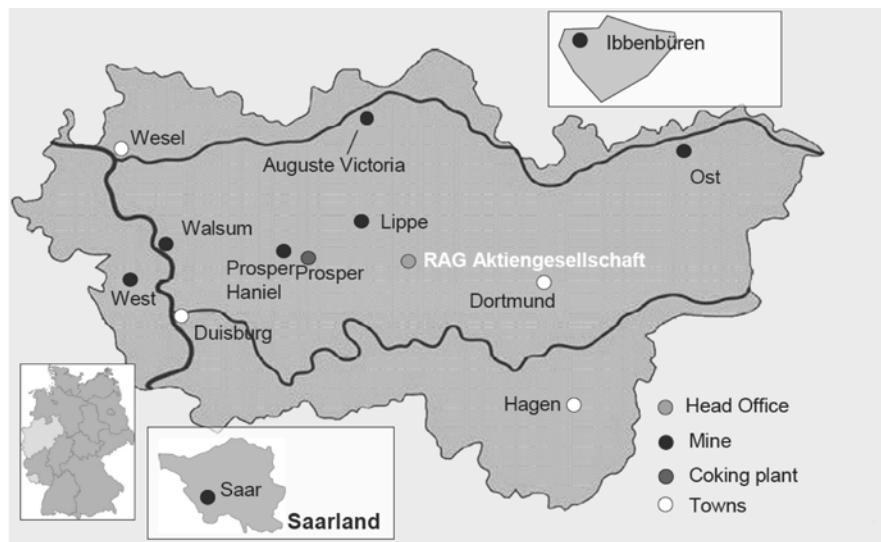 Ibbenbüren
Wesel
Auguste Victoria
Ost
Walsum
Lippe
Prosper
Haniel
Prosper
RAG Aktiengesellschaft
West
Dortmund
Duisburg
Hagen
Head Office
Mine
Coking plant
Towns
Saar
Saarland